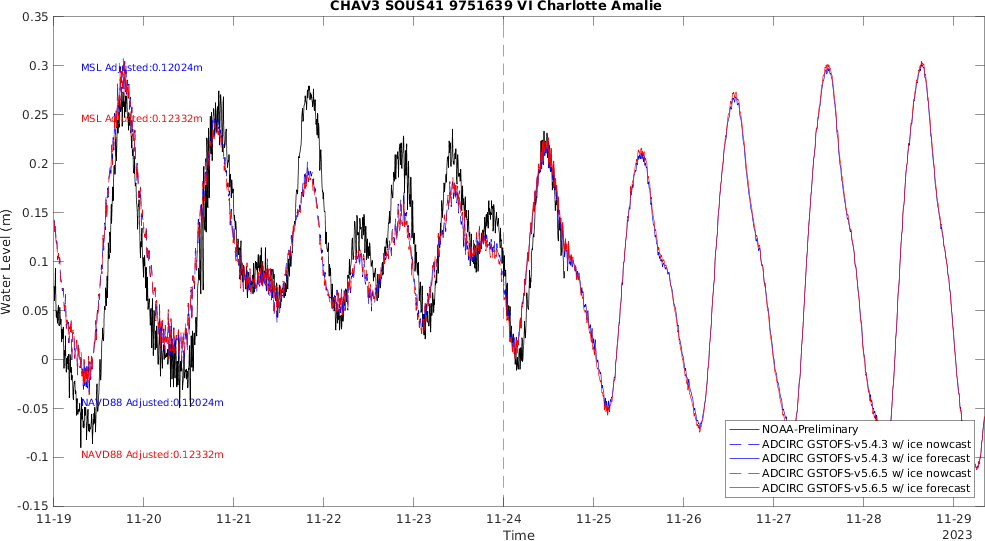 CHAV3 SOUS41 9751639 VI Charlotte Amalie
0.35
0.3
0.25
0.2
0.15
0.1
0.05
0
-0.05
-0.1
-0.15
Water Level (m)
MSL Adjusted:0.12024m
MSL Adjusted:0.12332m
NAVD88 Adjusted:0.12024m
NAVD88 Adjusted:0.12332m
NOAA-Preliminary
ADCIRC GSTOFS-v5.4.3 w/ ice nowcast
ADCIRC GSTOFS-v5.4.3 w/ ice forecast
ADCIRC GSTOFS-v5.6.5 w/ ice nowcast
ADCIRC GSTOFS-v5.6.5 w/ ice forecast
11-19 11-20 11-21 11-22 11-23 11-24 11-25 11-26 11-27 11-28 11-29
Time
2023